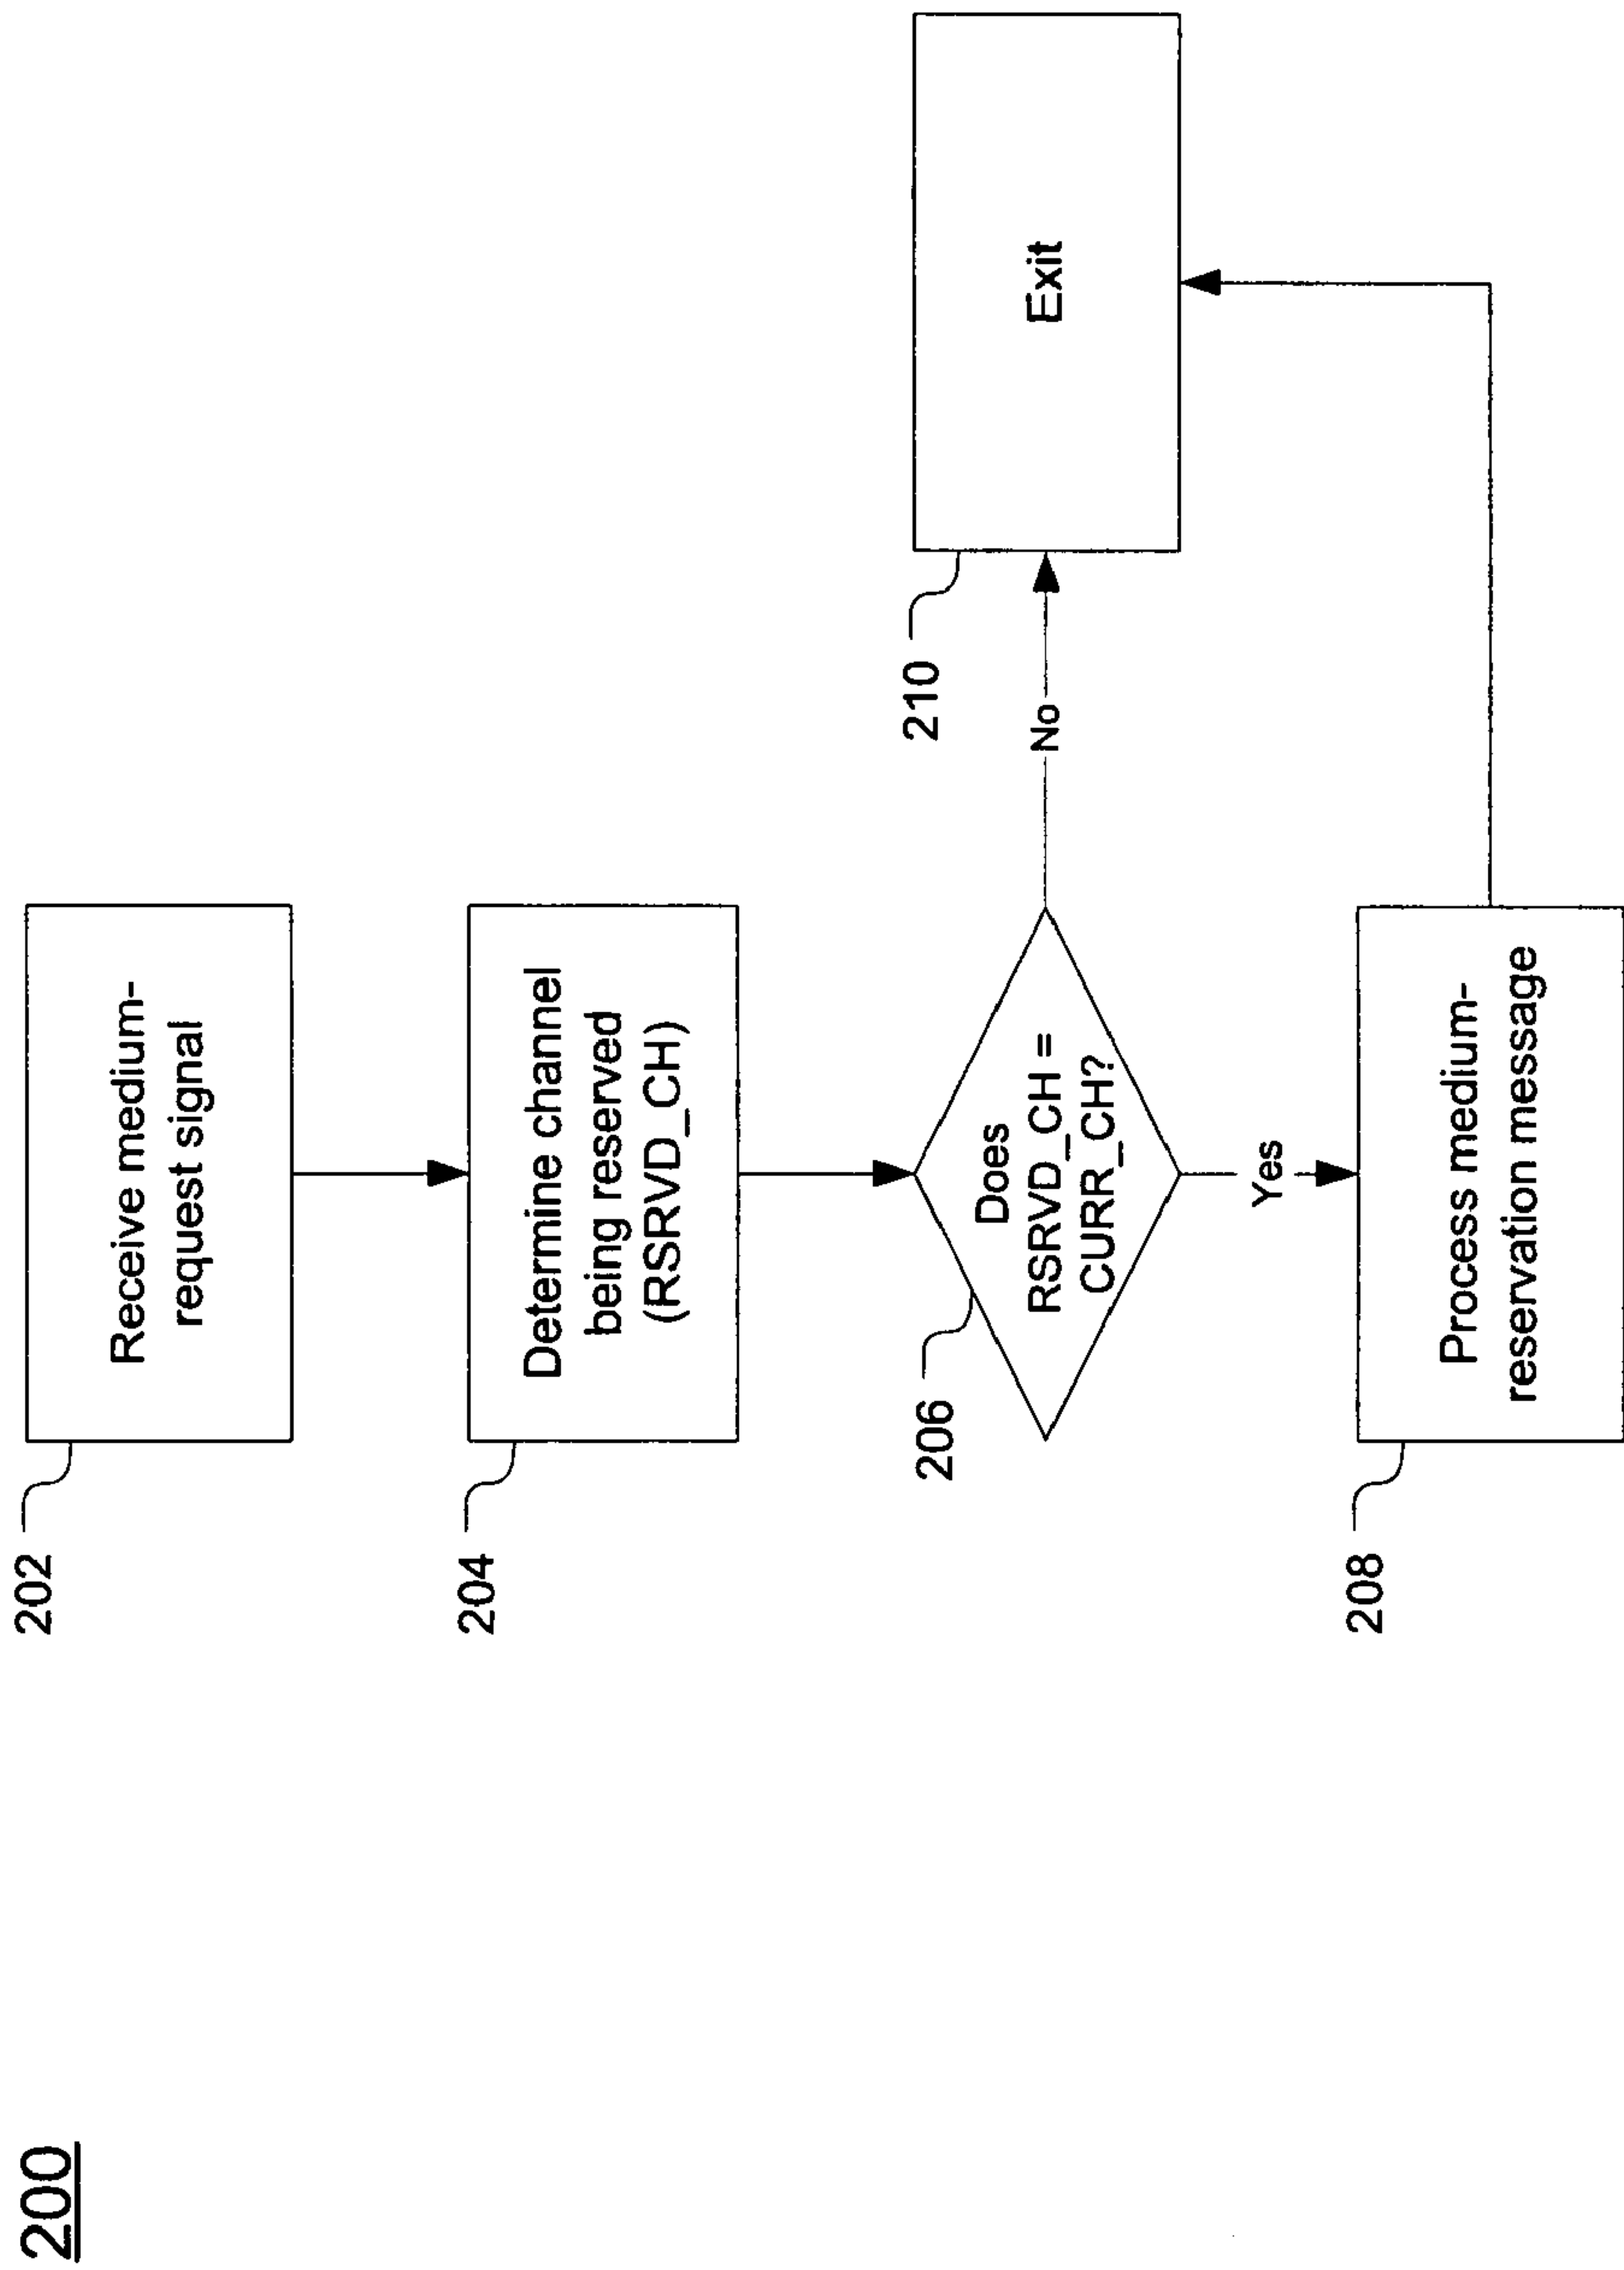 200
202
Receive medium-
request signal
204
Determine channel
being reserved
(RSRVD_CH)
206
Does
RSRVD_CH =
CURR_CH?
No
210
Exit
Yes
208
Process medium-
reservation message